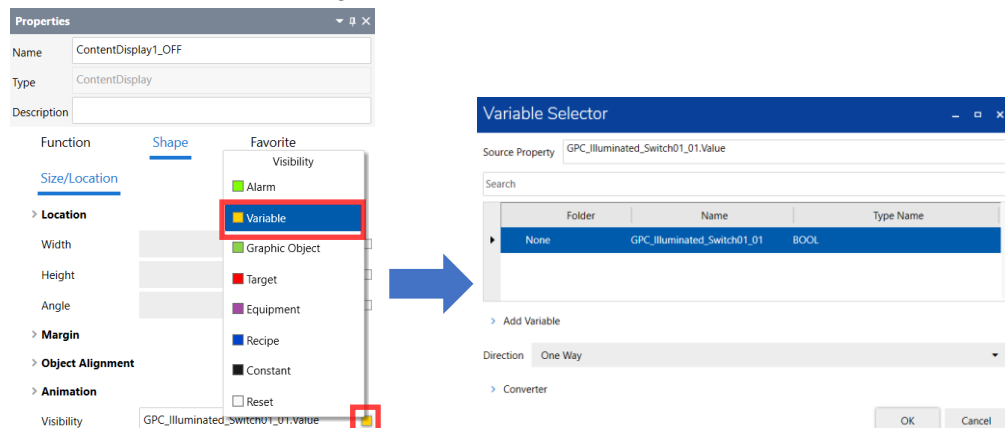 Properties
Name ContentDisplay1_OFF
Type ContentDisplay
Description
Function Shape Favorite
Size/Location
Location
Width
Height
Angle
Margin
Object Alignment
Animation
Visibility GPC_Illuminated_Switch01_01.Value
Visibility
Alarm
Variable
Graphic Object
Target
Equipment
Recipe
Constant
Reset
Variable Selector
Source Property GPC_Illuminated_Switch01_01.Value
Search
Folder Name Type Name
None GPC_Illuminated_Switch01_01 BOOL
Add Variable
Direction One Way
Converter
OK Cancel